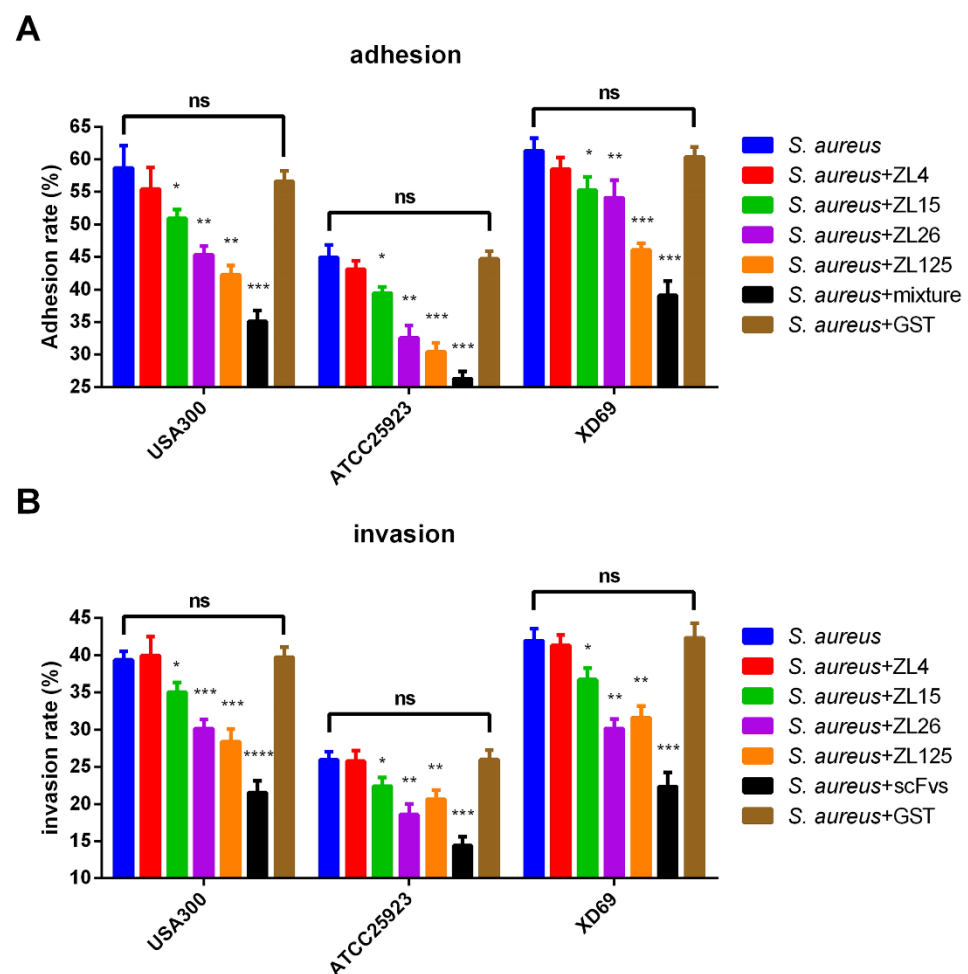 A
adhesion
ns
ns
ns
Adhesion rate (%)
65
60
55
50
45
40
35
30
25
*
**
**
***
*
**
***
***
*
**
***
***
USA300
ATCC25923
XD69
S. aureus
S. aureus+ZL4
S. aureus+ZL15
S. aureus+ZL26
S. aureus+ZL125
S. aureus+mixture
S. aureus+GST
B
invasion
ns
ns
ns
invasion rate (%)
45
40
35
30
25
20
15
10
*
***
***
****
*
**
**
***
*
**
**
***
USA300
ATCC25923
XD69
S. aureus
S. aureus+ZL4
S. aureus+ZL15
S. aureus+ZL26
S. aureus+ZL125
S. aureus+scFvs
S. aureus+GST